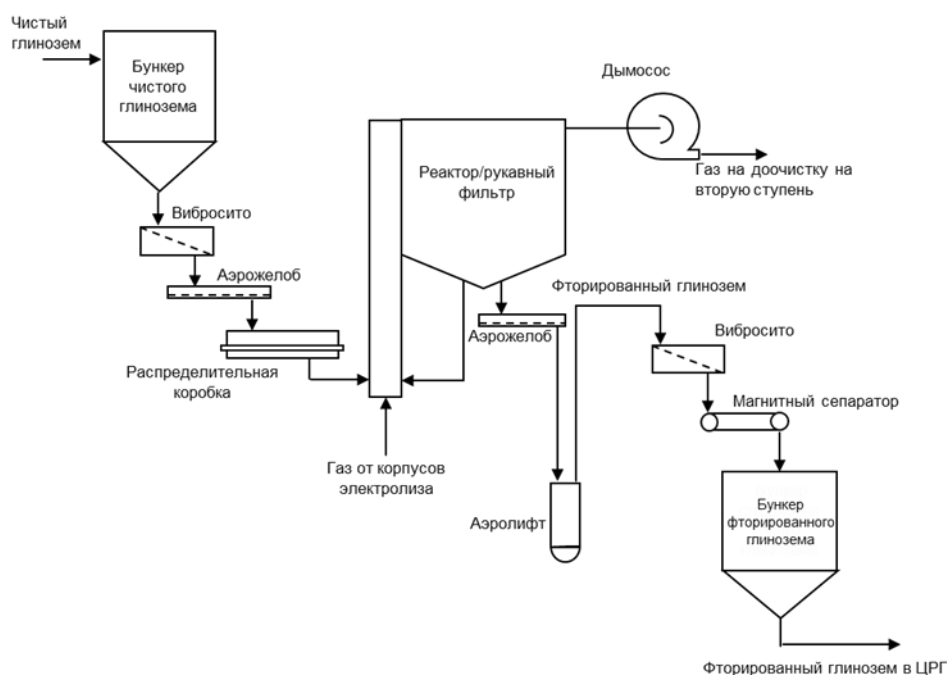 Чистый
глинозем
Бункер
чистого
глинозема
Дымосос
Реактор/рукавный
фильтр
Газ на доочистку на
вторую ступень
Вибросито
Аэрожелоб
Фторированный глинозем
Аэрожелоб
Вибросито
Распределительная
коробка
Магнитный сепаратор
Газ от корпусов
электролиза
Аэролифт
Бункер
фторированного
глинозема
Фторированный глинозем в ЦРГ